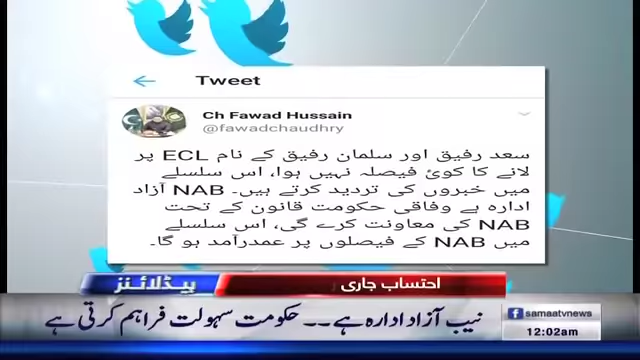 Tweet
Ch Fawad Hussain
@fawadchaudhry
سعد رفیق اور سلمان رفیق کے نام ECL پر
لانے کا کوئ فیصلہ نہیں ہوا، اس سلسلے
میں خبروں کی تردید کرتے ہیں۔ NAB آزاد
ادارہ ہے وفاقی حکومت قانون کے تحت
NAB کی معاونت کرے گی، اس سلسلے
میں NAB کے فیصلوں پر عمدرآمد ہو گا۔
احتساب جاری
ہیڈلائنز
نیب آزاد ادارہ ہے ۔۔۔ حکومت سہولت فراہم کرتی ہے
samaatvnews
12:02am